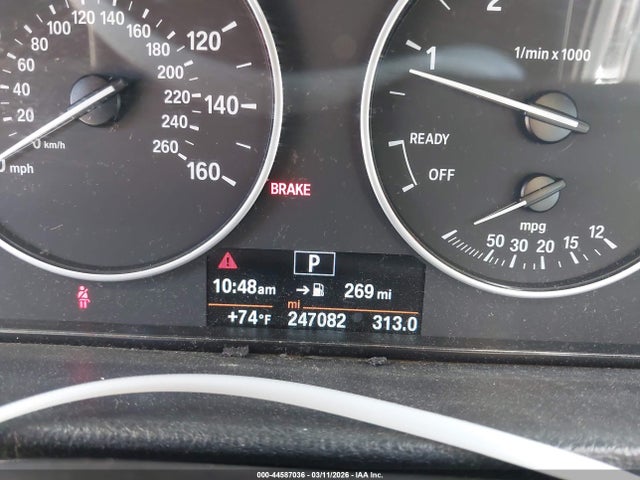 100 120 140
80 160 120
60 180
40 200
220 140
20 240
0 km/h 260
0 mph 160
1 2
1/min x 1000
READY
OFF
mpg
50 30 20 15 12
BRAKE
P
10:48am → 269 mi
mi
+74°F 247082 313.0
000-44587036 - 03/11/2026 - IAA Inc.